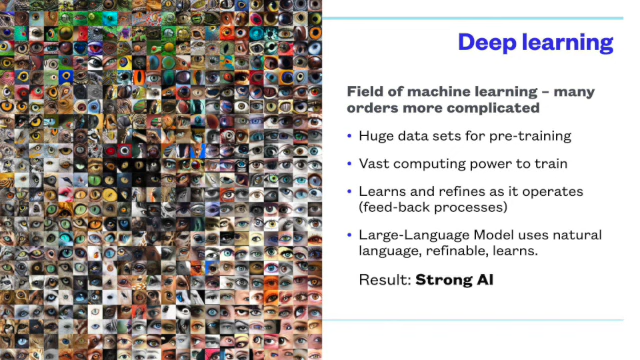 Deep learning
Field of machine learning – many
orders more complicated
• Huge data sets for pre-training
• Vast computing power to train
• Learns and refines as it operates
(feed-back processes)
• Large-Language Model uses natural
language, refinable, learns.
Result: Strong AI